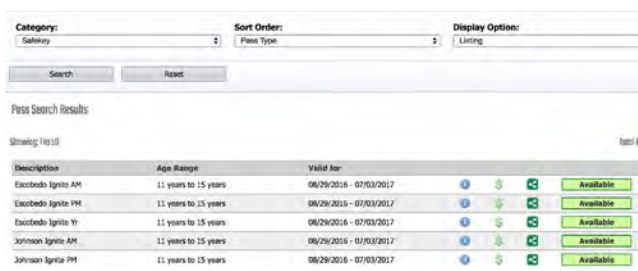 Category: Sort Order: Display Option:
Safekey Pass Type Listing
Search Reset
Pass Search Results
Showing: 1 to 10
Description Age Range Valid for
Escobedo Ignite AM 11 years to 15 years 08/29/2016 - 07/03/2017 Available
Escobedo Ignite PM 11 years to 15 years 08/29/2016 - 07/03/2017 Available
Escobedo Ignite Yr 11 years to 15 years 08/29/2016 - 07/03/2017 Available
Johnson Ignite AM 11 years to 15 years 08/29/2016 - 07/03/2017 Available
Johnson Ignite PM 11 years to 15 years 08/29/2016 - 07/03/2017 Available